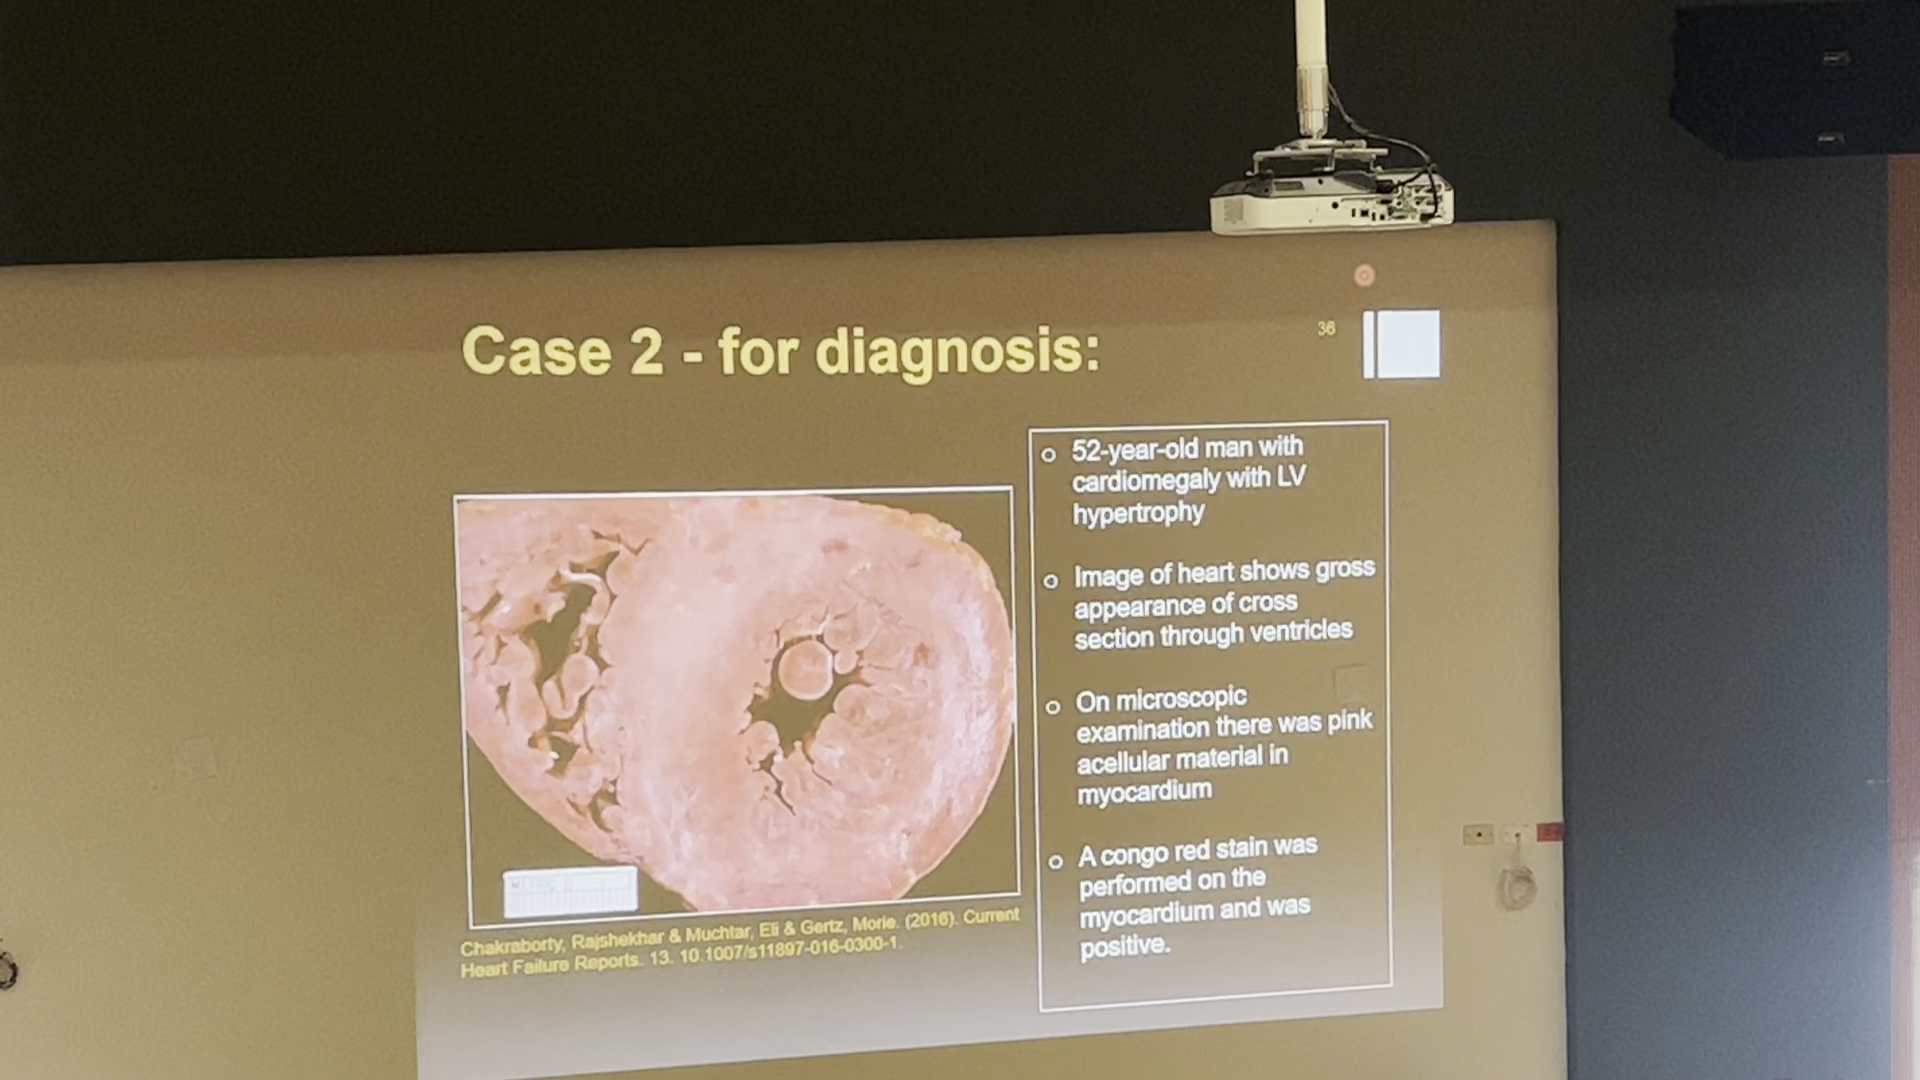 Case 2 - for diagnosis:
36
52-year-old man with
cardiomegaly with LV
hypertrophy
Image of heart shows gross
appearance of cross
section through ventricles
On microscopic
examination there was pink
acellular material in
myocardium
A congo red stain was
performed on the
myocardium and was
positive.
Chakraborty, Rajshekhar & Muchtar, Eli & Gertz, Morie. (2016). Current
Heart Failure Reports. 13. 10.1007/s11897-016-0300-1.